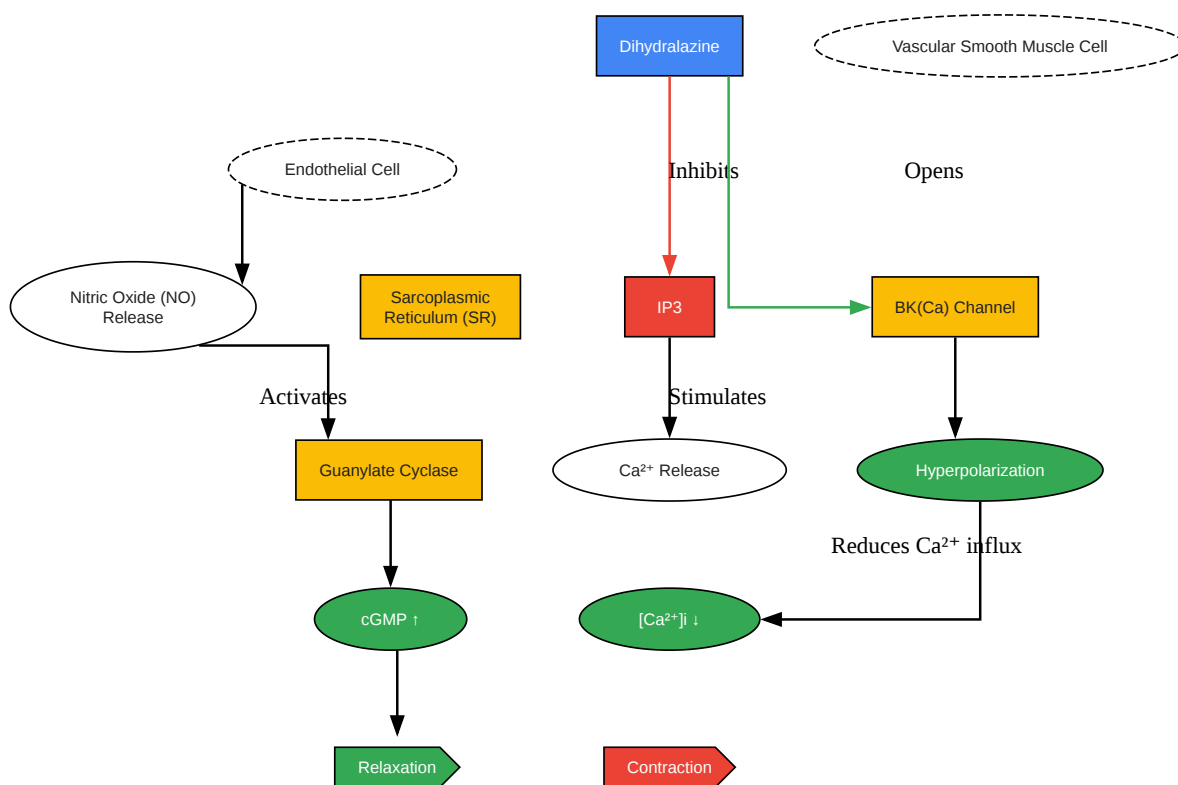 Dihydralazine
Vascular Smooth Muscle Cell
Endothelial Cell
Inhibits
Opens
Nitric Oxide (NO)
Release
Sarcoplasmic
Reticulum (SR)
IP3
BK(Ca) Channel
Activates
Stimulates
Guanylate Cyclase
Ca²⁺ Release
Hyperpolarization
Reduces Ca²⁺ influx
cGMP ↑
[Ca²⁺]i ↓
Relaxation
Contraction